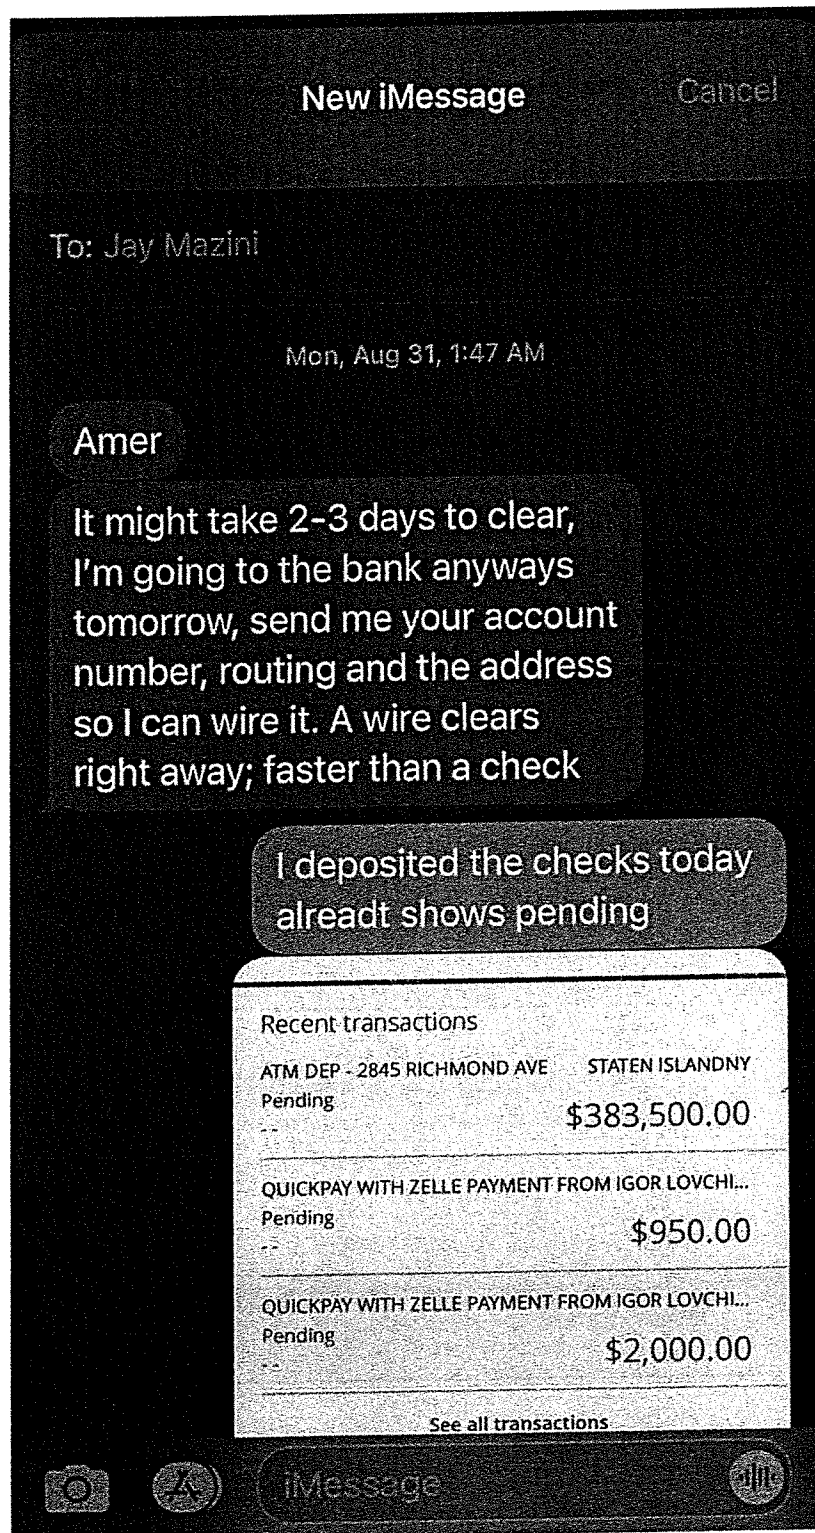 New iMessage
Cancel
To: Jay Mazini
Mon, Aug 31, 1:47 AM
Amer
It might take 2-3 days to clear,
I'm going to the bank anyways
tomorrow, send me your account
number, routing and the address
so I can wire it. A wire clears
right away; faster than a check
I deposited the checks today
alreadt shows pending
Recent transactions
ATM DEP - 2845 RICHMOND AVE STATEN ISLANDNY
Pending
$383,500.00
--
QUICKPAY WITH ZELLE PAYMENT FROM IGOR LOVCHI...
Pending
$950.00
--
QUICKPAY WITH ZELLE PAYMENT FROM IGOR LOVCHI...
Pending
$2,000.00
--
See all transactions
iMessage